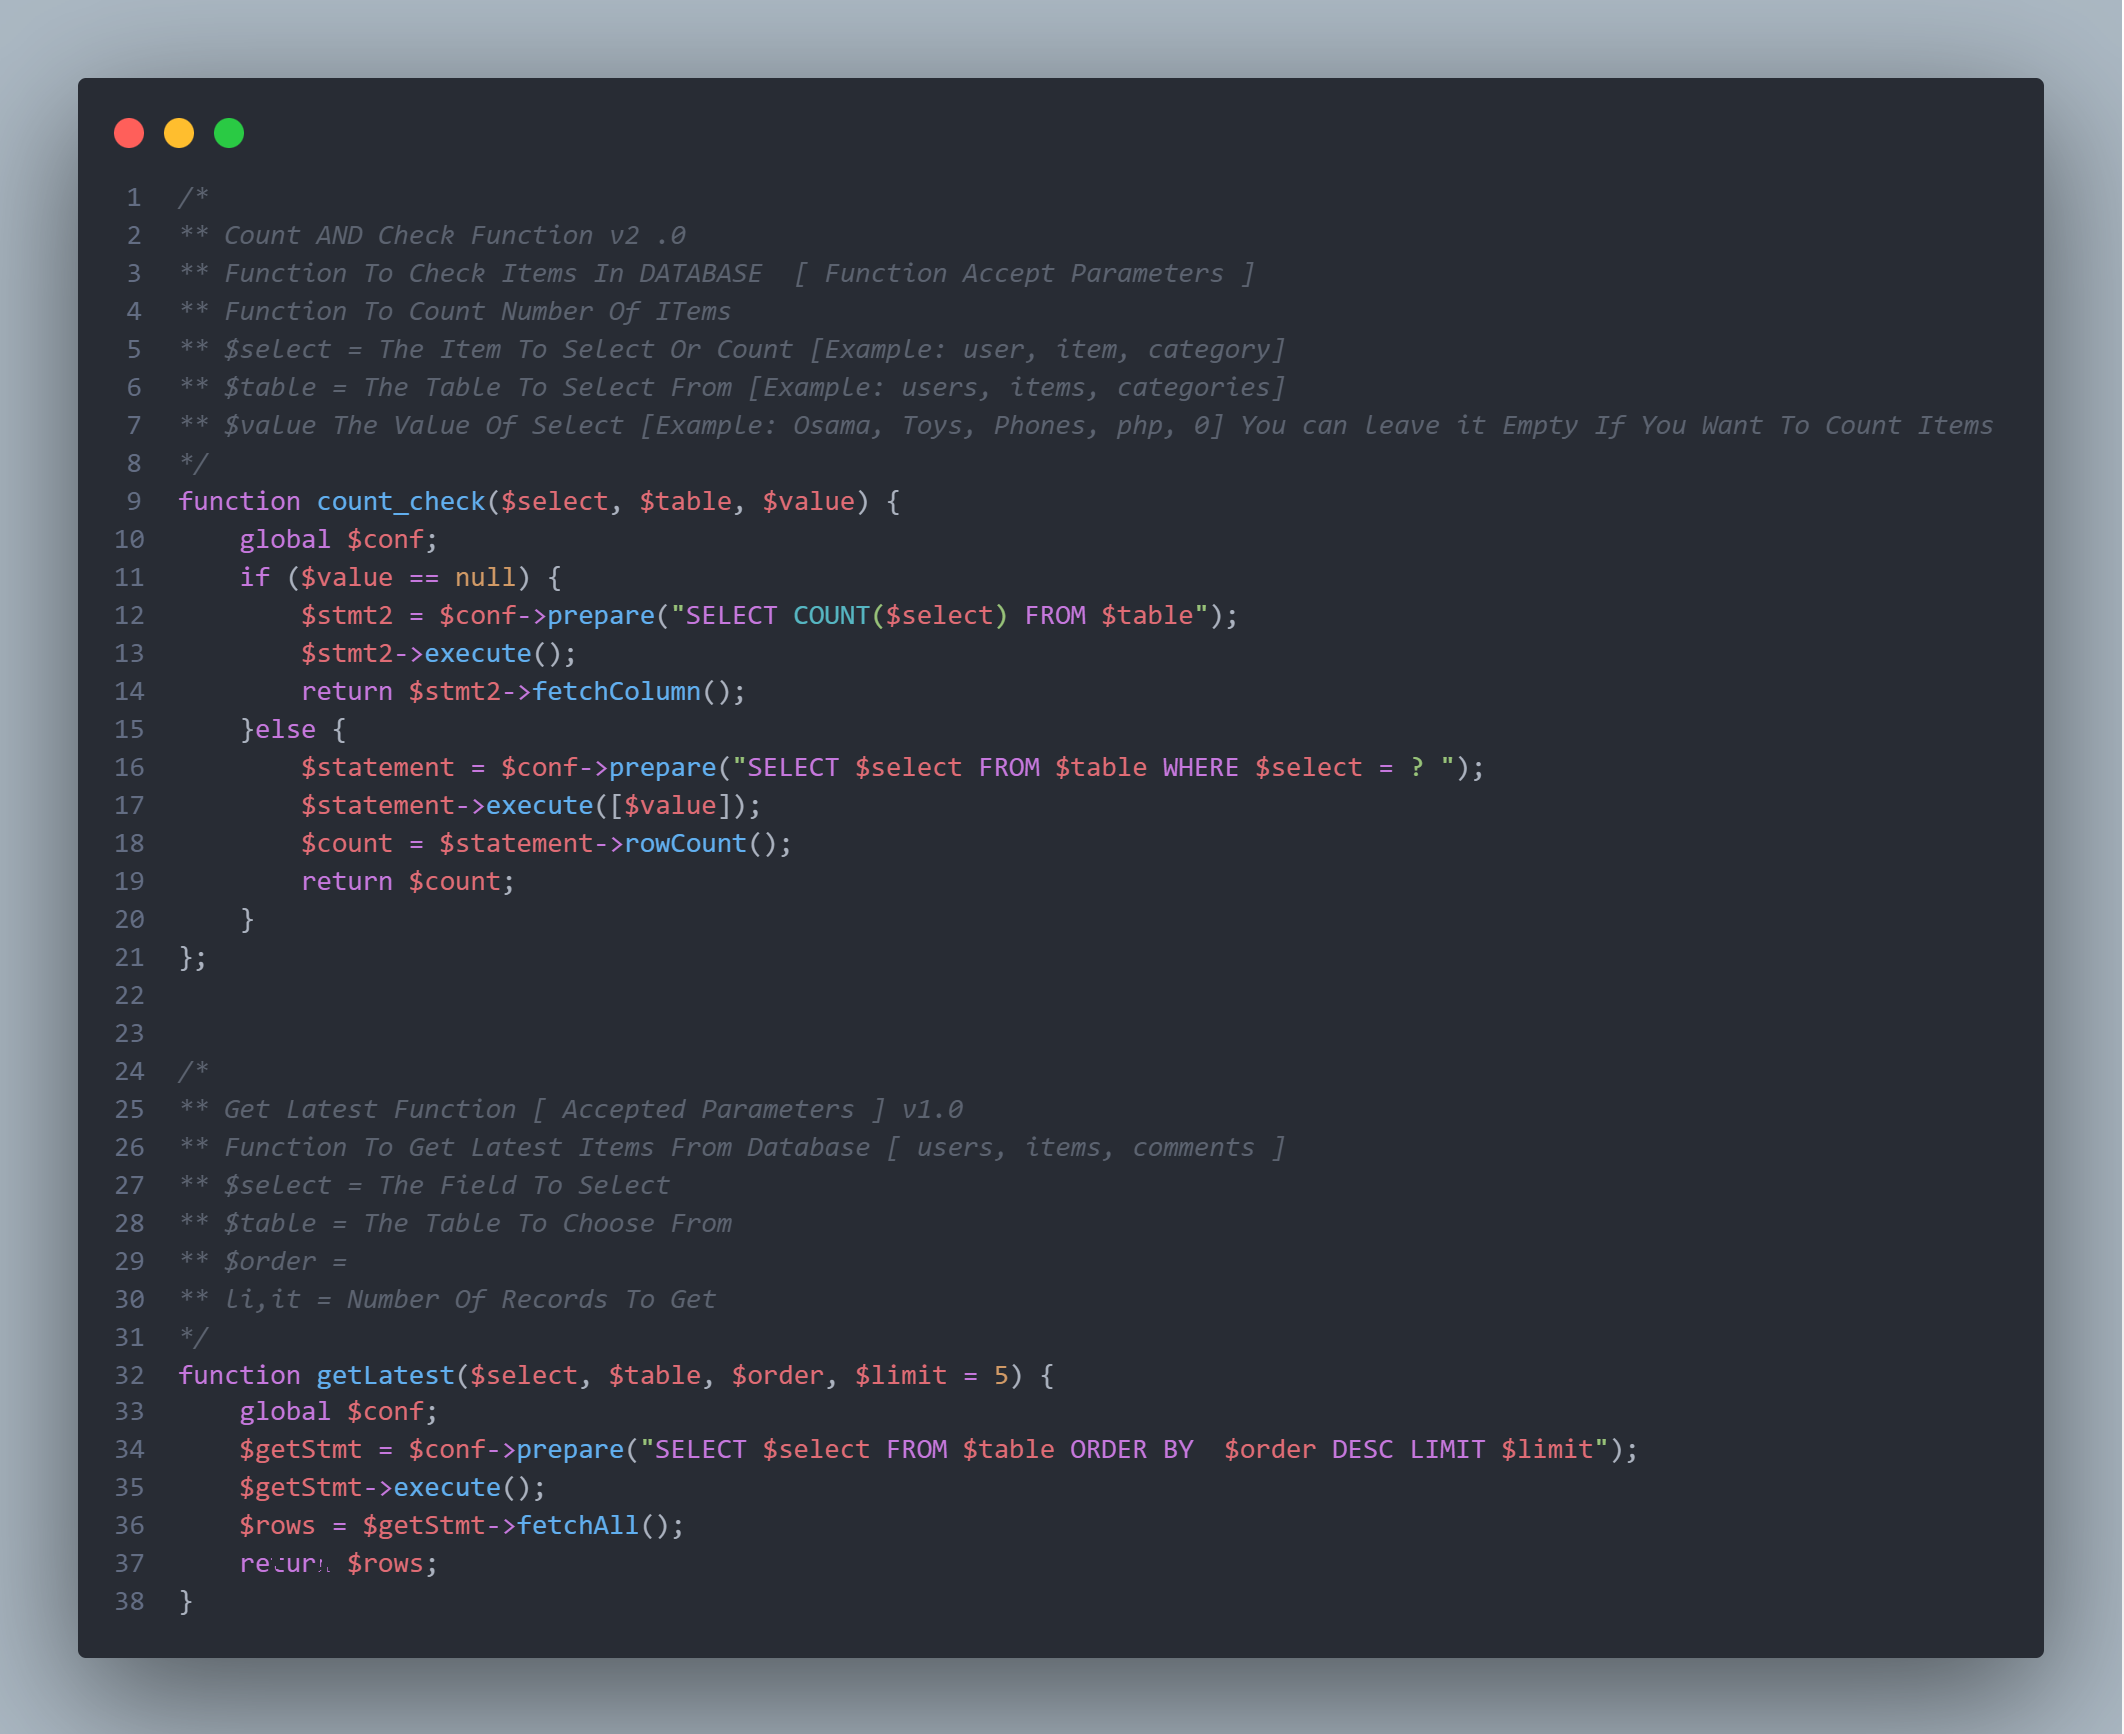 1 /*
2 ** Count AND Check Function v2 .0
3 ** Function To Check Items In DATABASE  [ Function Accept Parameters ]
4 ** Function To Count Number Of ITems
5 ** $select = The Item To Select Or Count [Example: user, item, category]
6 ** $table = The Table To Select From [Example: users, items, categories]
7 ** $value The Value Of Select [Example: Osama, Toys, Phones, php, 0] You can leave it Empty If You Want To Count Items
8 */
9 function count_check($select, $table, $value) {
10     global $conf;
11     if ($value == null) {
12         $stmt2 = $conf->prepare("SELECT COUNT($select) FROM $table");
13         $stmt2->execute();
14         return $stmt2->fetchColumn();
15     }else {
16         $statement = $conf->prepare("SELECT $select FROM $table WHERE $select = ? ");
17         $statement->execute([$value]);
18         $count = $statement->rowCount();
19         return $count;
20     }
21 };
22
23
24 /*
25 ** Get Latest Function [ Accepted Parameters ] v1.0
26 ** Function To Get Latest Items From Database [ users, items, comments ]
27 ** $select = The Field To Select
28 ** $table = The Table To Choose From
29 ** $order =
30 ** li,it = Number Of Records To Get
31 */
32 function getLatest($select, $table, $order, $limit = 5) {
33     global $conf;
34     $getStmt = $conf->prepare("SELECT $select FROM $table ORDER BY  $order DESC LIMIT $limit");
35     $getStmt->execute();
36     $rows = $getStmt->fetchAll();
37     return $rows;
38 }